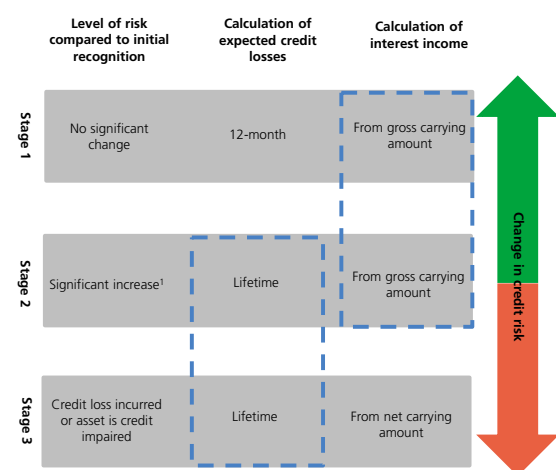 Level of risk
compared to initial
recognition
Calculation of
expected credit
losses
Calculation of
interest income
Stage 1
No significant
change
12-month
From gross carrying
amount
Stage 2
Significant increase¹
Lifetime
From gross carrying
amount
Stage 3
Credit loss incurred
or asset is credit
impaired
Lifetime
From net carrying
amount
Change in credit risk